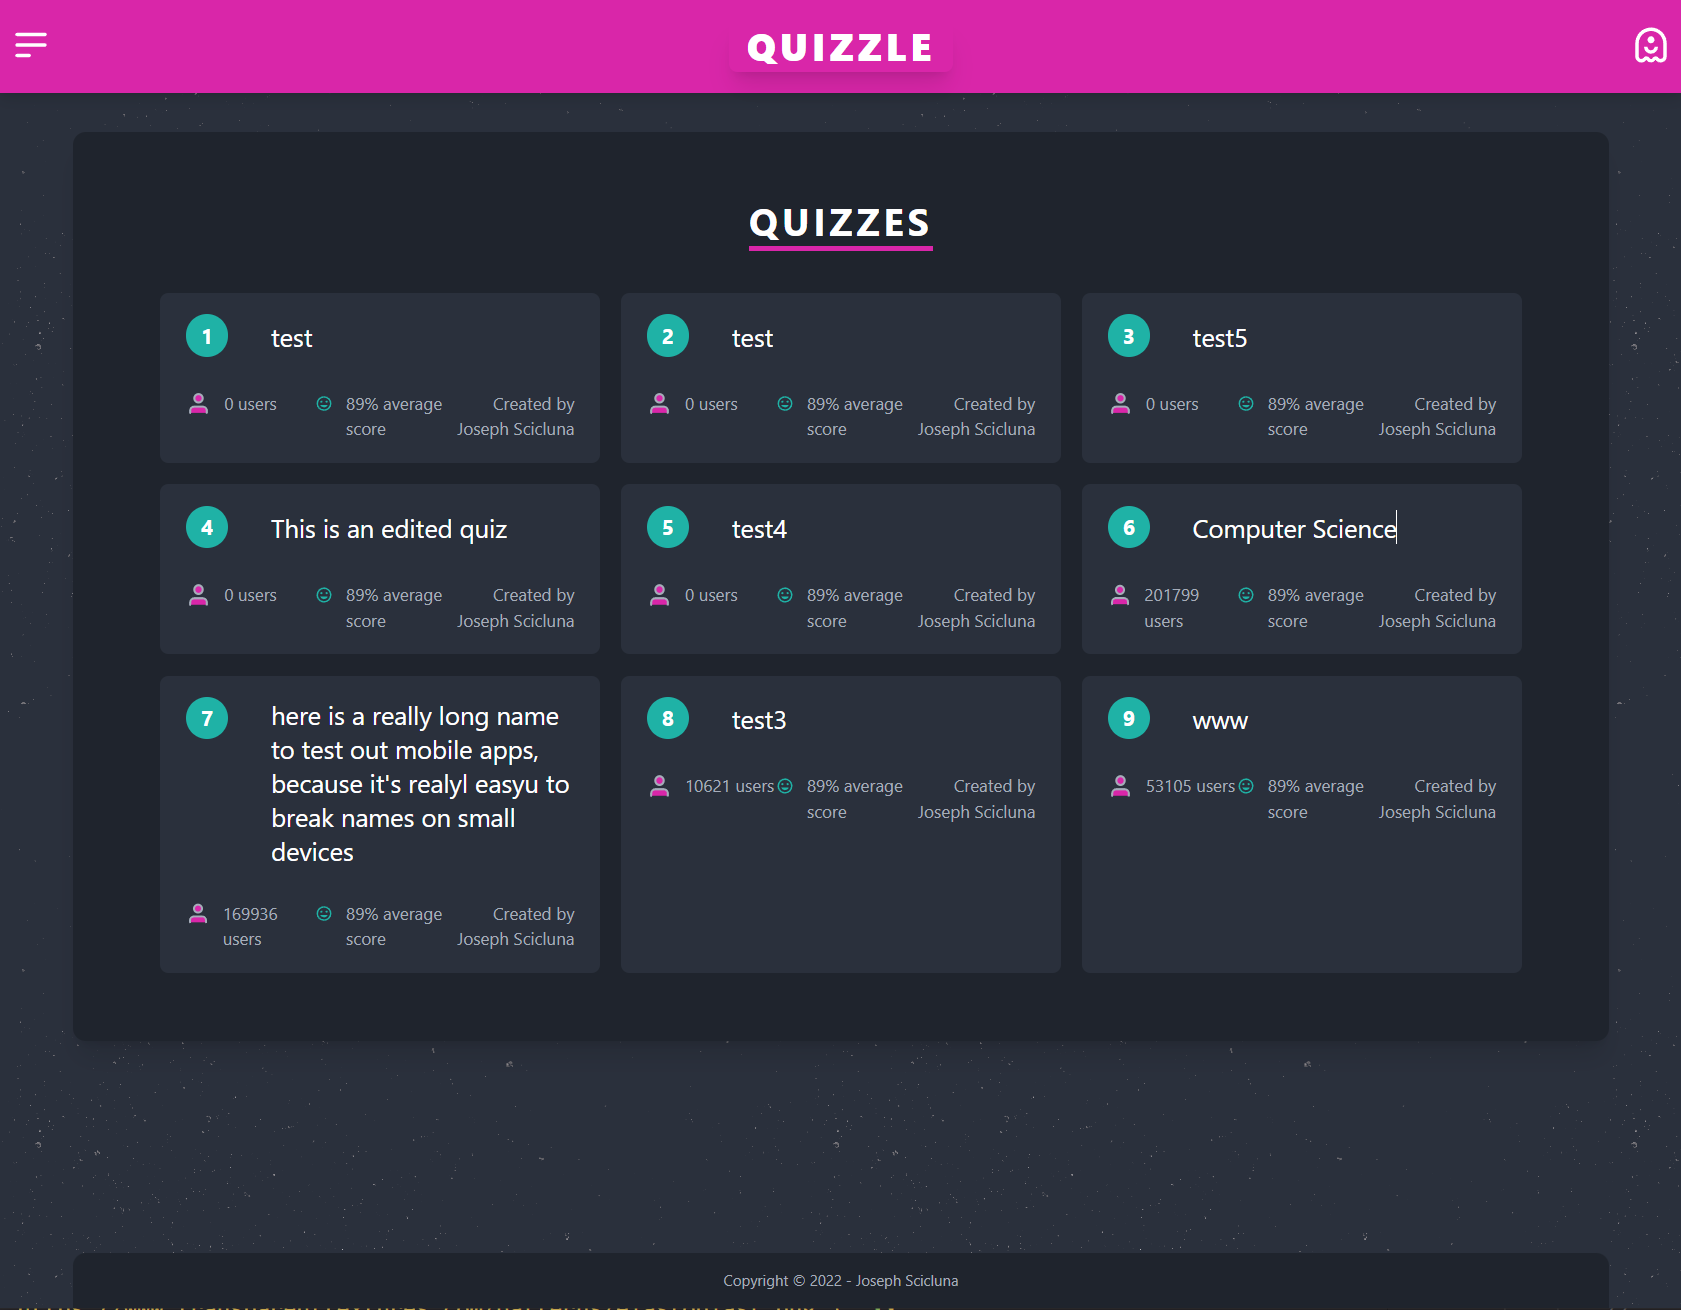 QUIZZLE
QUIZZES
1 test
0 users 89% average score Created by Joseph Scicluna
2 test
0 users 89% average score Created by Joseph Scicluna
3 test5
0 users 89% average score Created by Joseph Scicluna
4 This is an edited quiz
0 users 89% average score Created by Joseph Scicluna
5 test4
0 users 89% average score Created by Joseph Scicluna
6 Computer Science
201799 users 89% average score Created by Joseph Scicluna
7 here is a really long name
to test out mobile apps,
because it's realyl easyu to
break names on small
devices
169936 users 89% average score Created by Joseph Scicluna
8 test3
10621 users 89% average score Created by Joseph Scicluna
9 www
53105 users 89% average score Created by Joseph Scicluna
Copyright © 2022 - Joseph Scicluna